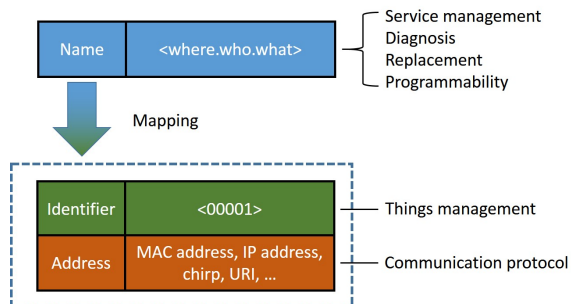 Name
<where.who.what>
Service management
Diagnosis
Replacement
Programmability
Mapping
Identifier
<00001>
Things management
Address
MAC address, IP address,
chirp, URI, ...
Communication protocol